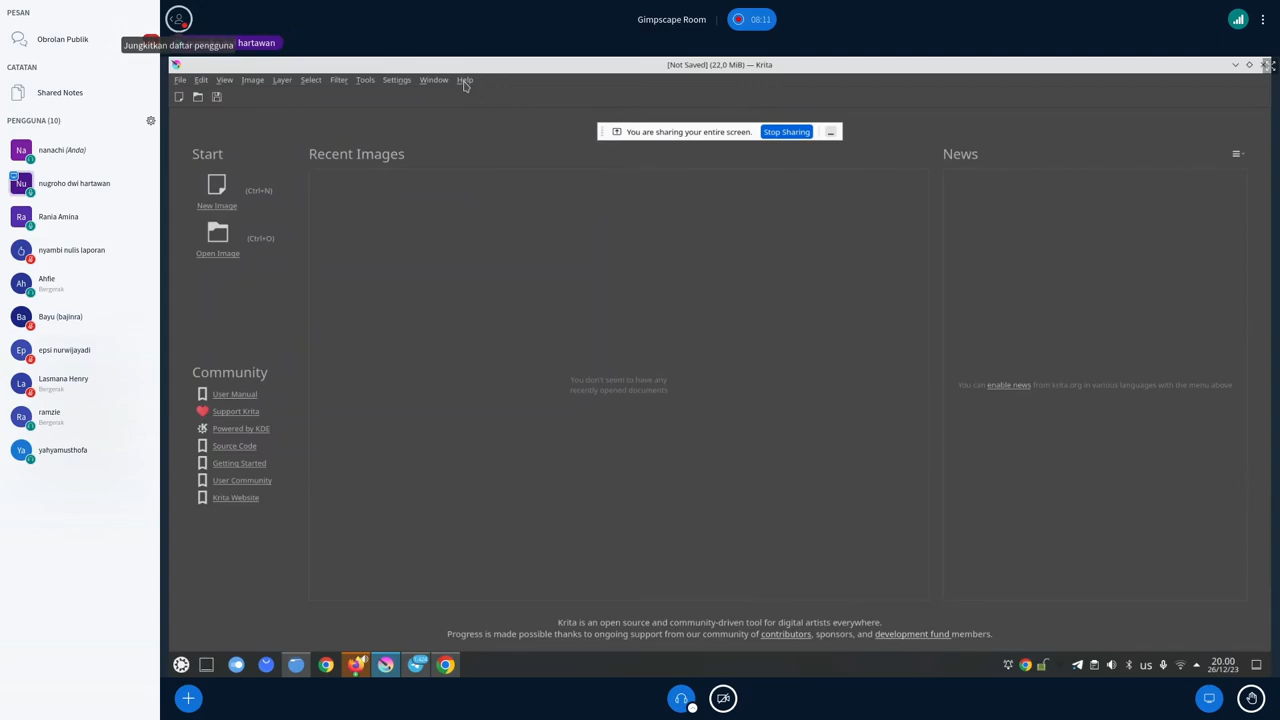 PESAN
Obrolan Publik
CATATAN
Shared Notes
PENGGUNA (10)
Na
nanachi (Anda)
Nu
nugroho dwi hartawan
Ra
Rania Amina
nyambi nulis laporan
Ah
Ahfie
Bergerak
Ba
Bayu (bajinra)
Ep
epsi nurwijayadi
La
Lasmana Henry
Bergerak
Ra
ramzie
Bergerak
Ya
yahyamusthofa
Gimpscape Room
08:11
Jungkitkan daftar pengguna
hartawan
[Not Saved] (22,0 MiB) — Krita
File Edit View Image Layer Select Filter Tools Settings Window Help
You are sharing your entire screen. Stop Sharing
Start
New Image
(Ctrl+N)
Open Image
(Ctrl+O)
Recent Images
You don't seem to have any
recently opened documents.
News
You can enable news from krita.org in various languages with the menu above
Community
User Manual
Support Krita
Powered by KDE
Source Code
Getting Started
User Community
Krita Website
Krita is an open source and community-driven tool for digital artists everywhere.
Progress is made possible thanks to ongoing support from our community of contributors, sponsors, and development fund members.
us
20.00
26/12/23